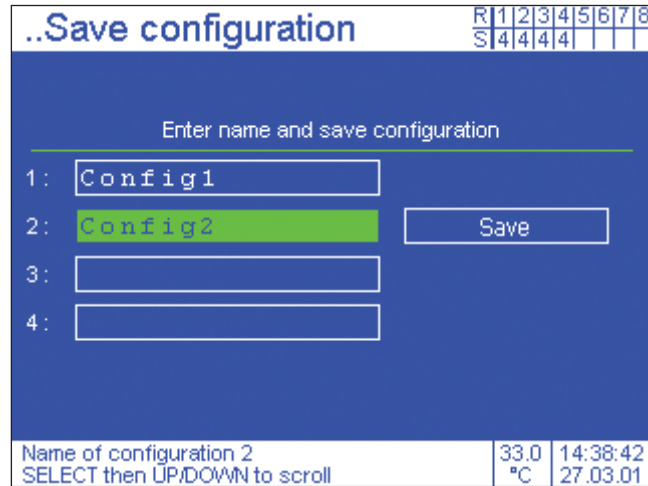 ..Save configuration
R 1 2 3 4 5 6 7 8
S 4 4 4 4
Enter name and save configuration
1: Config1
2: Config2 Save
3:
4:
Name of configuration 2 33.0 14:38:42
SELECT then UP/DOWN to scroll °C 27.03.01